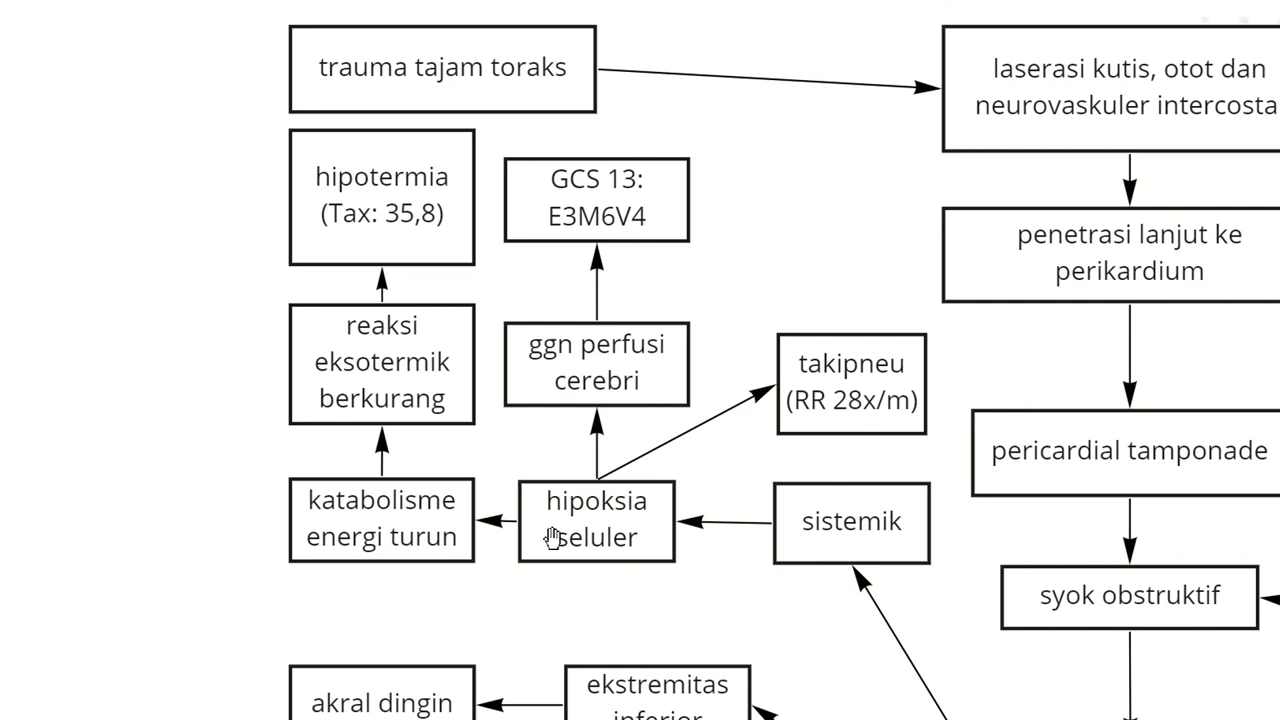 trauma tajam toraks
laserasi kutis, otot dan
neurovaskuler intercosta
hipotermia
(Tax: 35,8)
GCS 13:
E3M6V4
penetrasi lanjut ke
perikardium
reaksi
eksotermik
berkurang
ggn perfusi
cerebri
takipneu
(RR 28x/m)
pericardial tamponade
katabolisme
energi turun
hipoksia
seluler
sistemik
syok obstruktif
akral dingin
ekstremitas
inferior